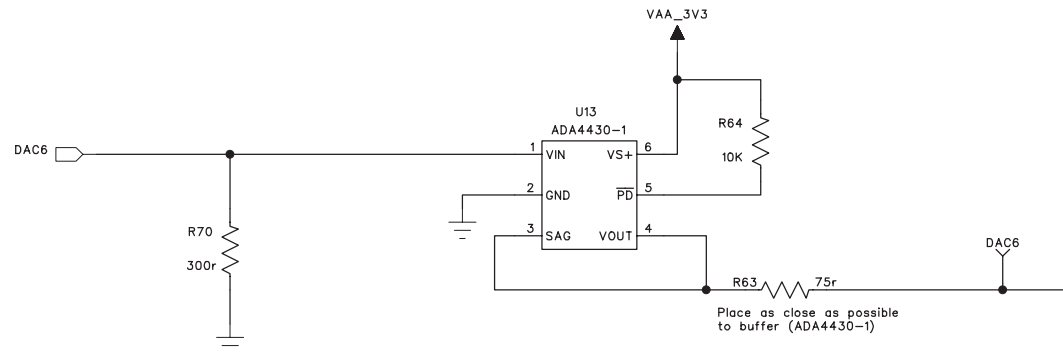 VAA_3V3
U13
ADA4430-1
R64
10K
DAC6
1 VIN VS+ 6
2 GND PD 5
3 SAG VOUT 4
R70
300r
DAC6
R63 75r
Place as close as possible
to buffer (ADA4430-1)